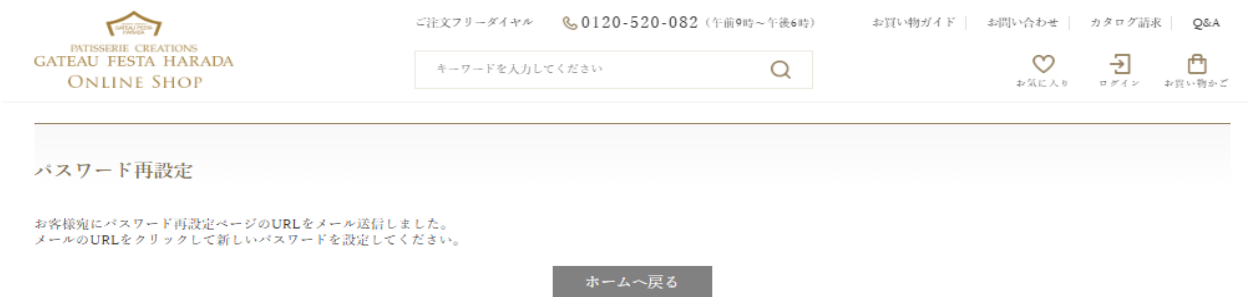 GATEAU FESTA
HARADA
PATISSERIE CREATIONS
GATEAU FESTA HARADA
ONLINE SHOP
ご注文フリーダイヤル 0120-520-082（午前9時～午後6時）
お買い物ガイド
お問い合わせ
カタログ請求
Q&A
キーワードを入力してください
お気に入り
ログイン
お買い物かご
パスワード再設定
お客様宛にパスワード再設定ページのURLをメール送信しました。
メールのURLをクリックして新しいパスワードを設定してください。
ホームへ戻る